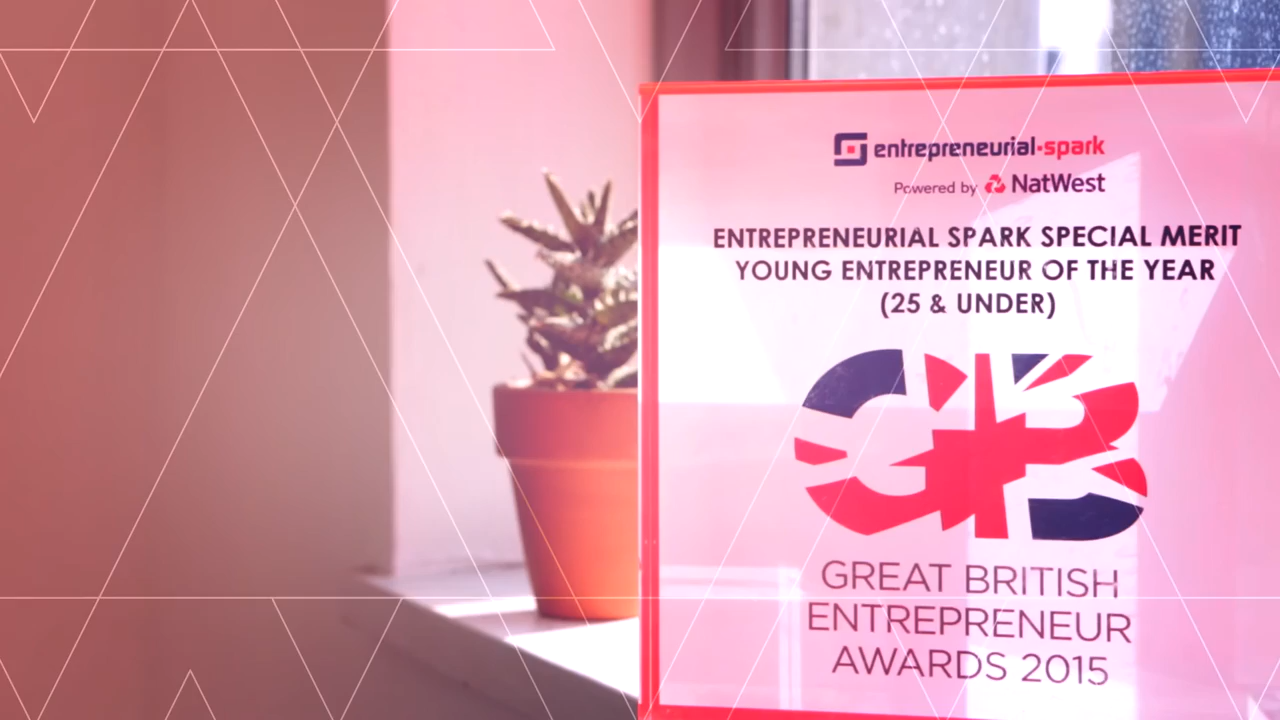 entrepreneurial·spark
Powered by NatWest
ENTREPRENEURIAL SPARK SPECIAL MERIT
YOUNG ENTREPRENEUR OF THE YEAR
(25 & UNDER)
GB
GREAT BRITISH
ENTREPRENEUR
AWARDS 2015